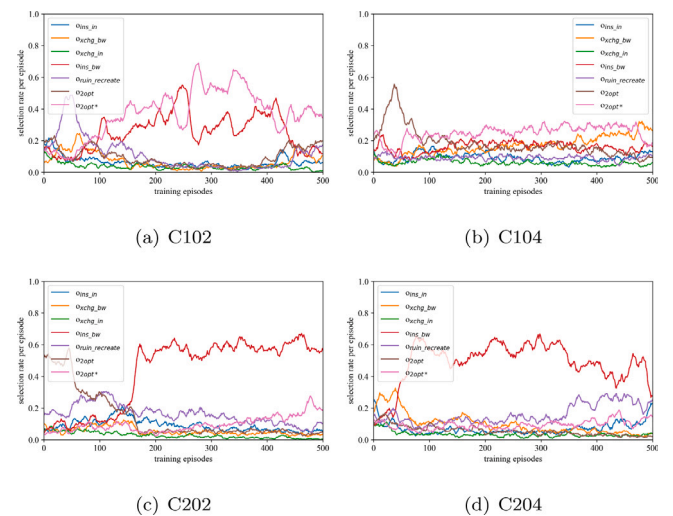 1.0
0.8
0.6
0.4
0.2
0.0
selection rate per episode
o_ins_in
o_xchg_bw
o_xchg_in
o_ins_bw
o_ruin_recreate
o_2opt
o_2opt*
0 100 200 300 400 500
training episodes
(a) C102
1.0
0.8
0.6
0.4
0.2
0.0
selection rate per episode
o_ins_in
o_xchg_bw
o_xchg_in
o_ins_bw
o_ruin_recreate
o_2opt
o_2opt*
0 100 200 300 400 500
training episodes
(b) C104
1.0
0.8
0.6
0.4
0.2
0.0
selection rate per episode
o_ins_in
o_xchg_bw
o_xchg_in
o_ins_bw
o_ruin_recreate
o_2opt
o_2opt*
0 100 200 300 400 500
training episodes
(c) C202
1.0
0.8
0.6
0.4
0.2
0.0
selection rate per episode
o_ins_in
o_xchg_bw
o_xchg_in
o_ins_bw
o_ruin_recreate
o_2opt
o_2opt*
0 100 200 300 400 500
training episodes
(d) C204